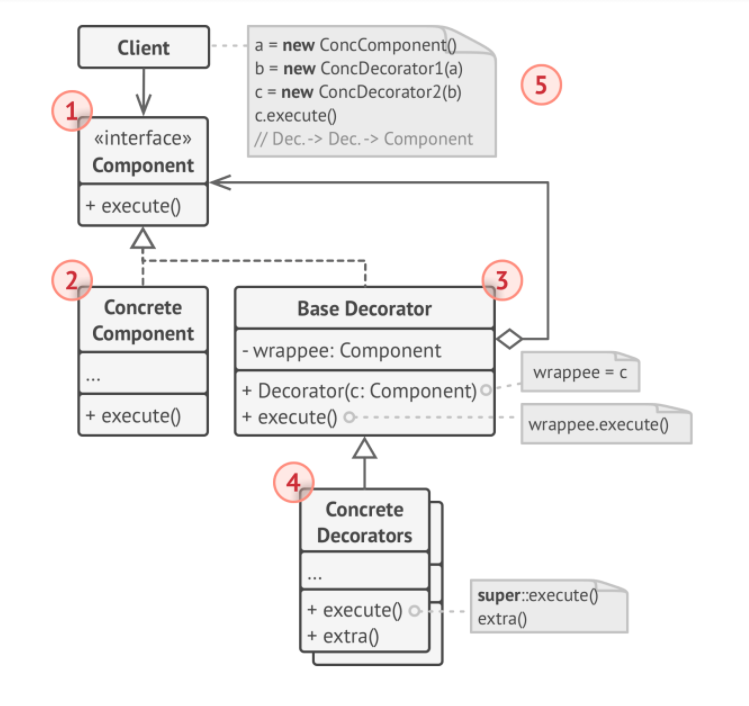 Client
a = new ConcComponent()
b = new ConcDecorator1(a)
c = new ConcDecorator2(b)
c.execute()
// Dec.-> Dec.-> Component
5
1
«interface»
Component
+ execute()
2
Concrete
Component
...
+ execute()
3
Base Decorator
- wrappee: Component
+ Decorator(c: Component)
+ execute()
wrappee = c
wrappee.execute()
4
Concrete
Decorators
...
+ execute()
+ extra()
super::execute()
extra()